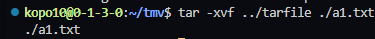 kopo10@0-1-3-0:~/tmv$ tar -xvf ../tarfile ./a1.txt
./a1.txt